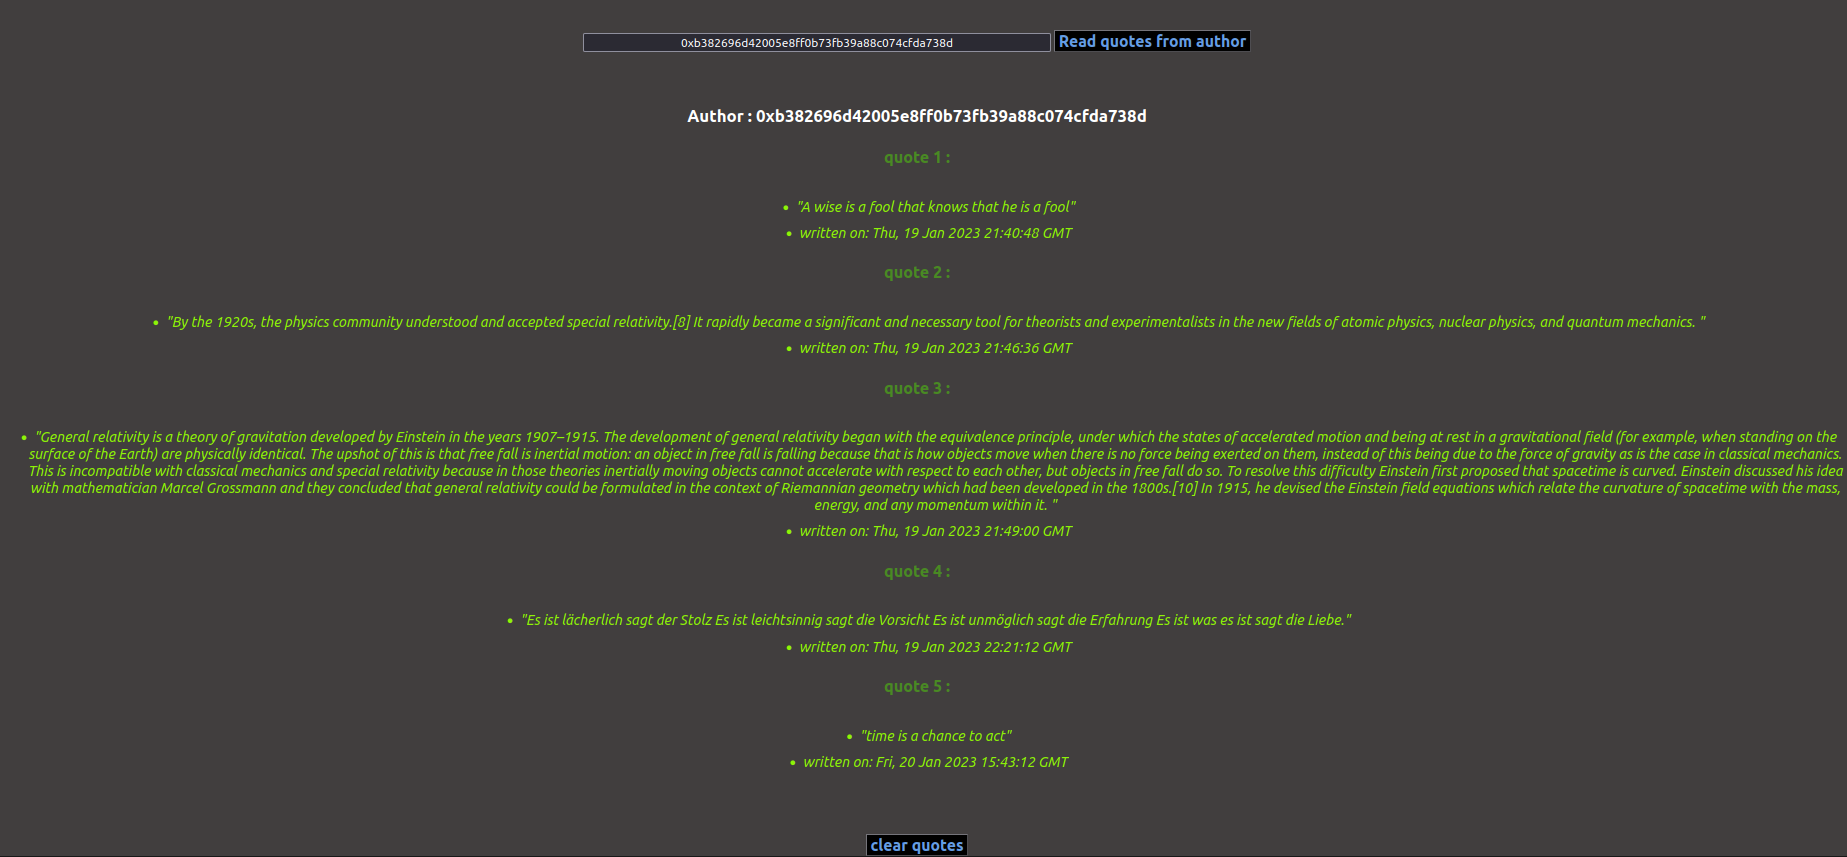 0xb382696d42005e8ff0b73fb39a88c074cfda738d Read quotes from author
Author : 0xb382696d42005e8ff0b73fb39a88c074cfda738d
quote 1 :
• "A wise is a fool that knows that he is a fool"
• written on: Thu, 19 Jan 2023 21:40:48 GMT
quote 2 :
• "By the 1920s, the physics community understood and accepted special relativity.[8] It rapidly became a significant and necessary tool for theorists and experimentalists in the new fields of atomic physics, nuclear physics, and quantum mechanics. "
• written on: Thu, 19 Jan 2023 21:46:36 GMT
quote 3 :
• "General relativity is a theory of gravitation developed by Einstein in the years 1907–1915. The development of general relativity began with the equivalence principle, under which the states of accelerated motion and being at rest in a gravitational field (for example, when standing on the
surface of the Earth) are physically identical. The upshot of this is that free fall is inertial motion: an object in free fall is falling because that is how objects move when there is no force being exerted on them, instead of this being due to the force of gravity as is the case in classical mechanics.
This is incompatible with classical mechanics and special relativity because in those theories inertially moving objects cannot accelerate with respect to each other, but objects in free fall do so. To resolve this difficulty Einstein first proposed that spacetime is curved. Einstein discussed his idea
with mathematician Marcel Grossmann and they concluded that general relativity could be formulated in the context of Riemannian geometry which had been developed in the 1800s.[10] In 1915, he devised the Einstein field equations which relate the curvature of spacetime with the mass,
energy, and any momentum within it. "
• written on: Thu, 19 Jan 2023 21:49:00 GMT
quote 4 :
• "Es ist lächerlich sagt der Stolz Es ist leichtsinnig sagt die Vorsicht Es ist unmöglich sagt die Erfahrung Es ist was es ist sagt die Liebe."
• written on: Thu, 19 Jan 2023 22:21:12 GMT
quote 5 :
• "time is a chance to act"
• written on: Fri, 20 Jan 2023 15:43:12 GMT
clear quotes